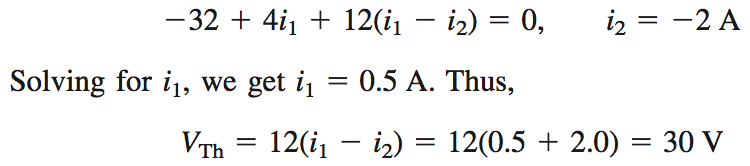 −32 + 4i₁ + 12(i₁ − i₂) = 0, i₂ = −2 A
Solving for i₁, we get i₁ = 0.5 A. Thus,
V_Th = 12(i₁ − i₂) = 12(0.5 + 2.0) = 30 V